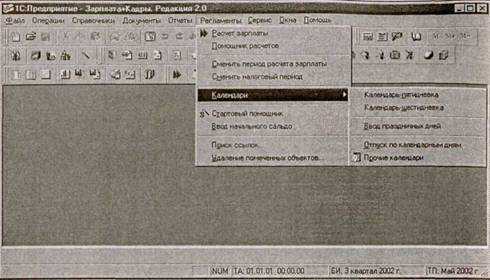 1С:Предприятие - Зарплата+Кадры. Редакция 2.0
Файл Операции Справочники Документы Отчеты Регламенты Сервис Окна Помощь
Расчет зарплаты
Помощник расчетов
Сменить период расчета зарплаты
Сменить налоговый период
Календари
Календарь-пятидневка
Календарь-шестидневка
Стартовый помощник
Ввод начального сальдо
Ввод праздничных дней
Поиск ссылок...
Удаление помеченных объектов...
Отпуск по календарным дням
Прочие календари
NUM ТА: 01.01.01 00:00:00 БИ: 3 квартал 2002 г. ТП: Май 2002 г.